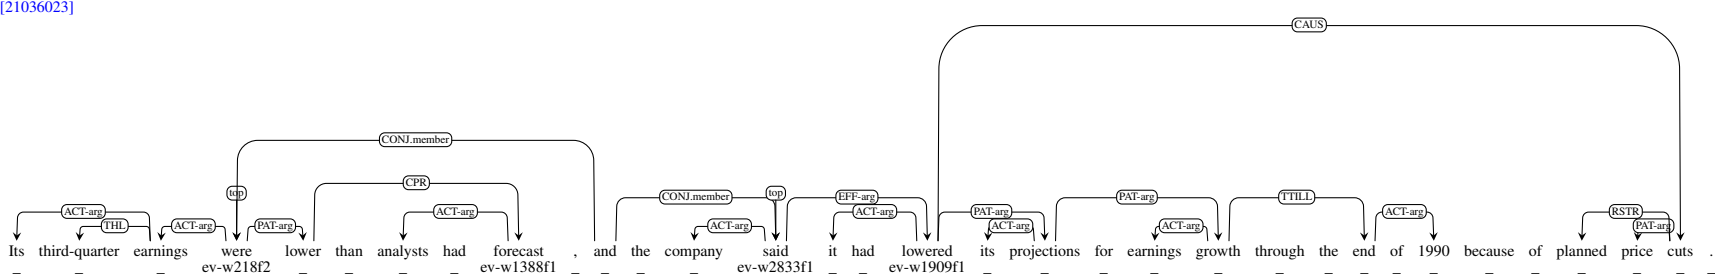 [21036023]
CAUS
CONJ.member
top CPR CONJ.member top EFF-arg PAT-arg TTILL
ACT-arg ACT-arg ACT-arg PAT-arg ACT-arg RSTR
THL ACT-arg PAT-arg ACT-arg ACT-arg ACT-arg PAT-arg
Its third-quarter earnings were lower than analysts had forecast , and the company said it had lowered its projections for earnings growth through the end of 1990 because of planned price cuts .
_ _ _ ev-w218f2 _ _ _ _ ev-w1388f1 _ _ _ _ ev-w2833f1 _ _ ev-w1909f1 _ _ _ _ _ _ _ _ _ _ _ _ _ _ _ _